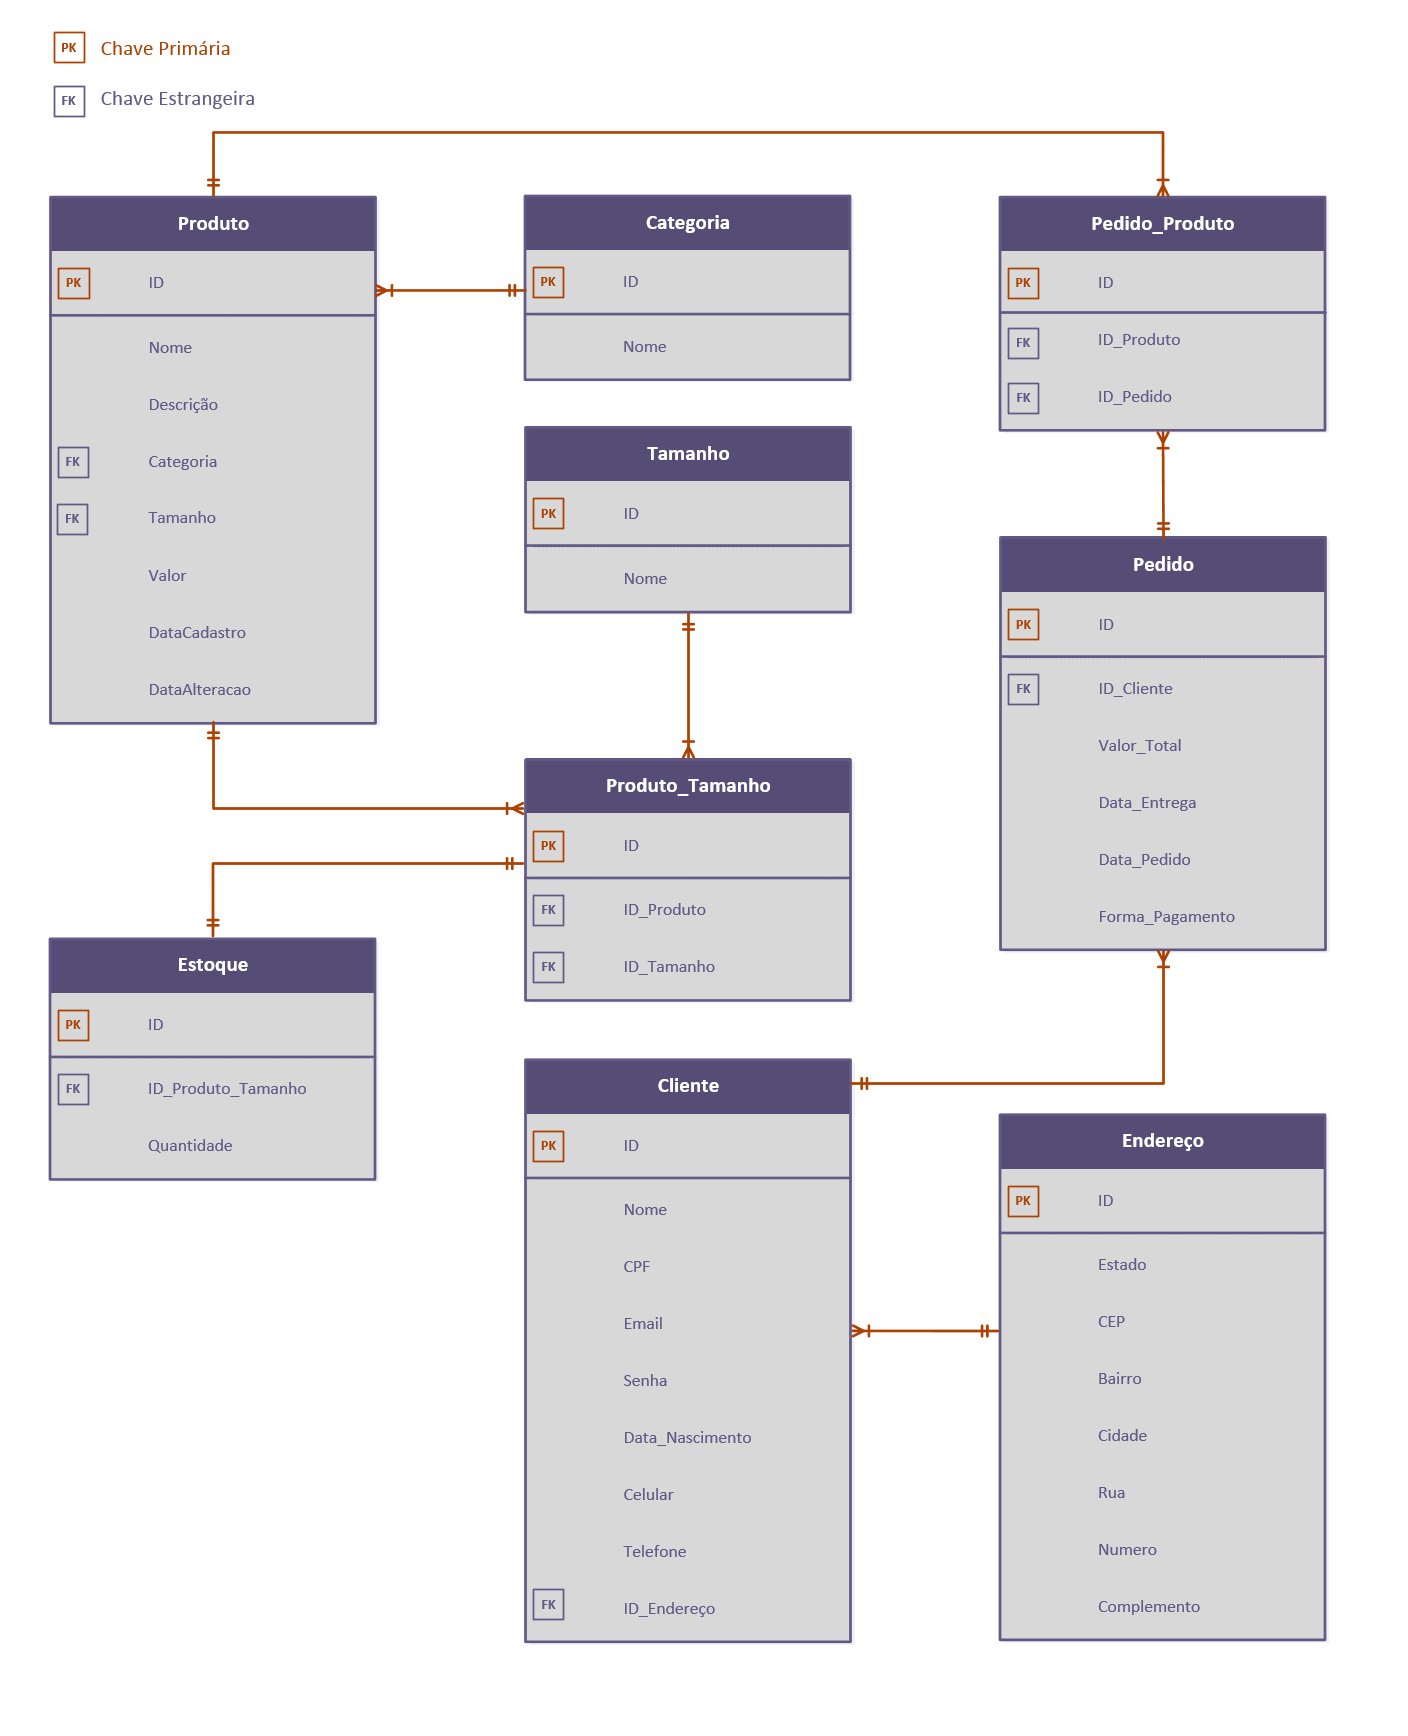 PK Chave Primária
FK Chave Estrangeira
Produto
PK ID
Nome
Descrição
FK Categoria
FK Tamanho
Valor
DataCadastro
DataAlteracao
Categoria
PK ID
Nome
Pedido_Produto
PK ID
FK ID_Produto
FK ID_Pedido
Tamanho
PK ID
Nome
Pedido
PK ID
FK ID_Cliente
Valor_Total
Data_Entrega
Data_Pedido
Forma_Pagamento
Produto_Tamanho
PK ID
FK ID_Produto
FK ID_Tamanho
Estoque
PK ID
FK ID_Produto_Tamanho
Quantidade
Cliente
PK ID
Nome
CPF
Email
Senha
Data_Nascimento
Celular
Telefone
FK ID_Endereço
Endereço
PK ID
Estado
CEP
Bairro
Cidade
Rua
Numero
Complemento